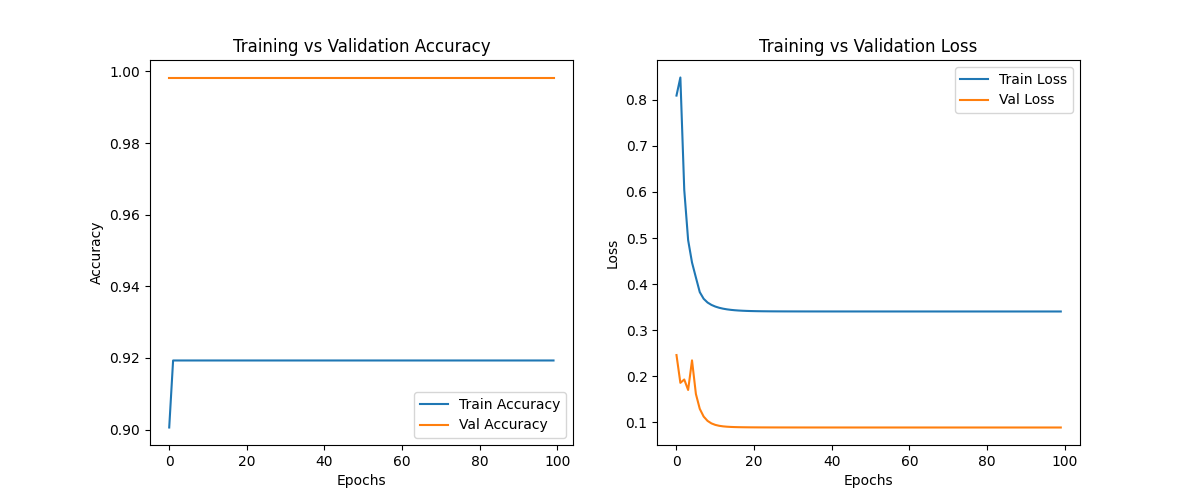 Training vs Validation Accuracy
1.00
0.98
0.96
0.94
0.92
0.90
Accuracy
0 20 40 60 80 100
Epochs
Train Accuracy
Val Accuracy
Training vs Validation Loss
0.8
0.7
0.6
0.5
0.4
0.3
0.2
0.1
Loss
0 20 40 60 80 100
Epochs
Train Loss
Val Loss